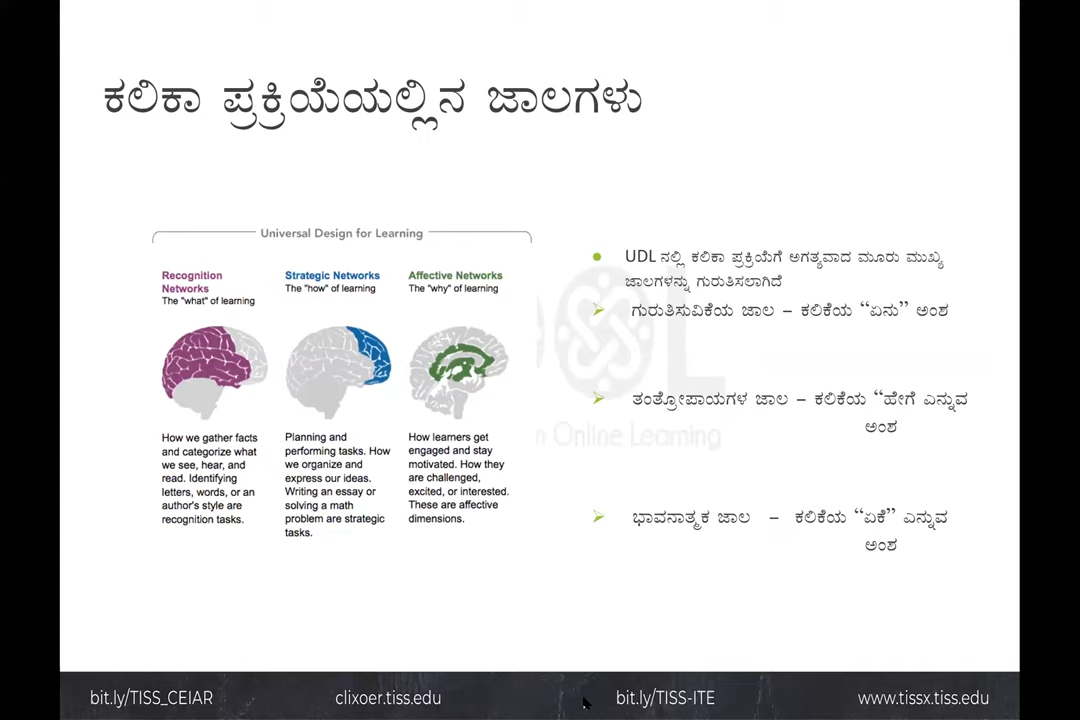 ಕಲಿಕಾ ಪ್ರಕ್ರಿಯೆಯಲ್ಲಿನ ಜಾಲಗಳು
Universal Design for Learning
Recognition
Networks
The "what" of learning
How we gather facts
and categorize what
we see, hear, and
read. Identifying
letters, words, or an
author's style are
recognition tasks.
Strategic Networks
The "how" of learning
Planning and
performing tasks. How
we organize and
express our ideas.
Writing an essay or
solving a math
problem are strategic
tasks.
Affective Networks
The "why" of learning
How learners get
engaged and stay
motivated. How they
are challenged,
excited, or interested.
These are affective
dimensions.
UDL ನಲ್ಲಿ ಕಲಿಕಾ ಪ್ರಕ್ರಿಯೆಗೆ ಅಗತ್ಯವಾದ ಮೂರು ಮುಖ್ಯ
ಜಾಲಗಳನ್ನು ಗುರುತಿಸಲಾಗಿದೆ
ಗುರುತಿಸುವಿಕೆಯ ಜಾಲ – ಕಲಿಕೆಯ “ಏನು” ಅಂಶ
ತಂತ್ರೋಪಾಯಗಳ ಜಾಲ – ಕಲಿಕೆಯ “ಹೇಗೆ ಎನ್ನುವ
ಅಂಶ
Online Learning
ಭಾವನಾತ್ಮಕ ಜಾಲ – ಕಲಿಕೆಯ “ಏಕೆ” ಎನ್ನುವ
ಅಂಶ
bit.ly/TISS_CEIAR
clixoer.tiss.edu
bit.ly/TISS-ITE
www.tissx.tiss.edu